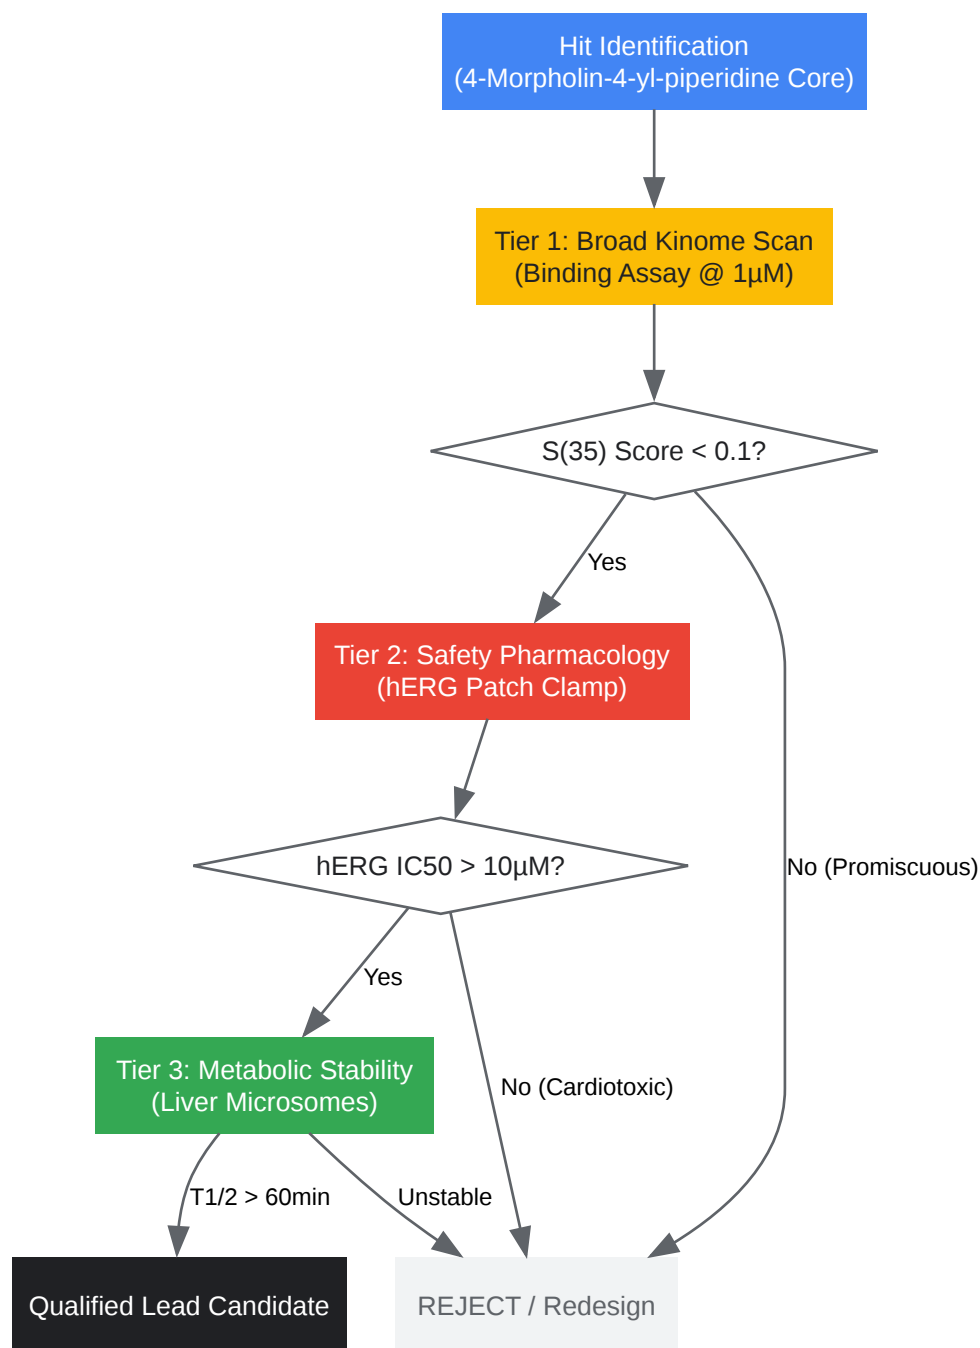 Hit Identification
(4-Morpholin-4-yl-piperidine Core)
Tier 1: Broad Kinome Scan
(Binding Assay @ 1µM)
S(35) Score < 0.1?
Yes
Tier 2: Safety Pharmacology
(hERG Patch Clamp)
hERG IC50 > 10µM?
No (Promiscuous)
Yes
Tier 3: Metabolic Stability
(Liver Microsomes)
No (Cardiotoxic)
T1/2 > 60min
Unstable
Qualified Lead Candidate
REJECT / Redesign